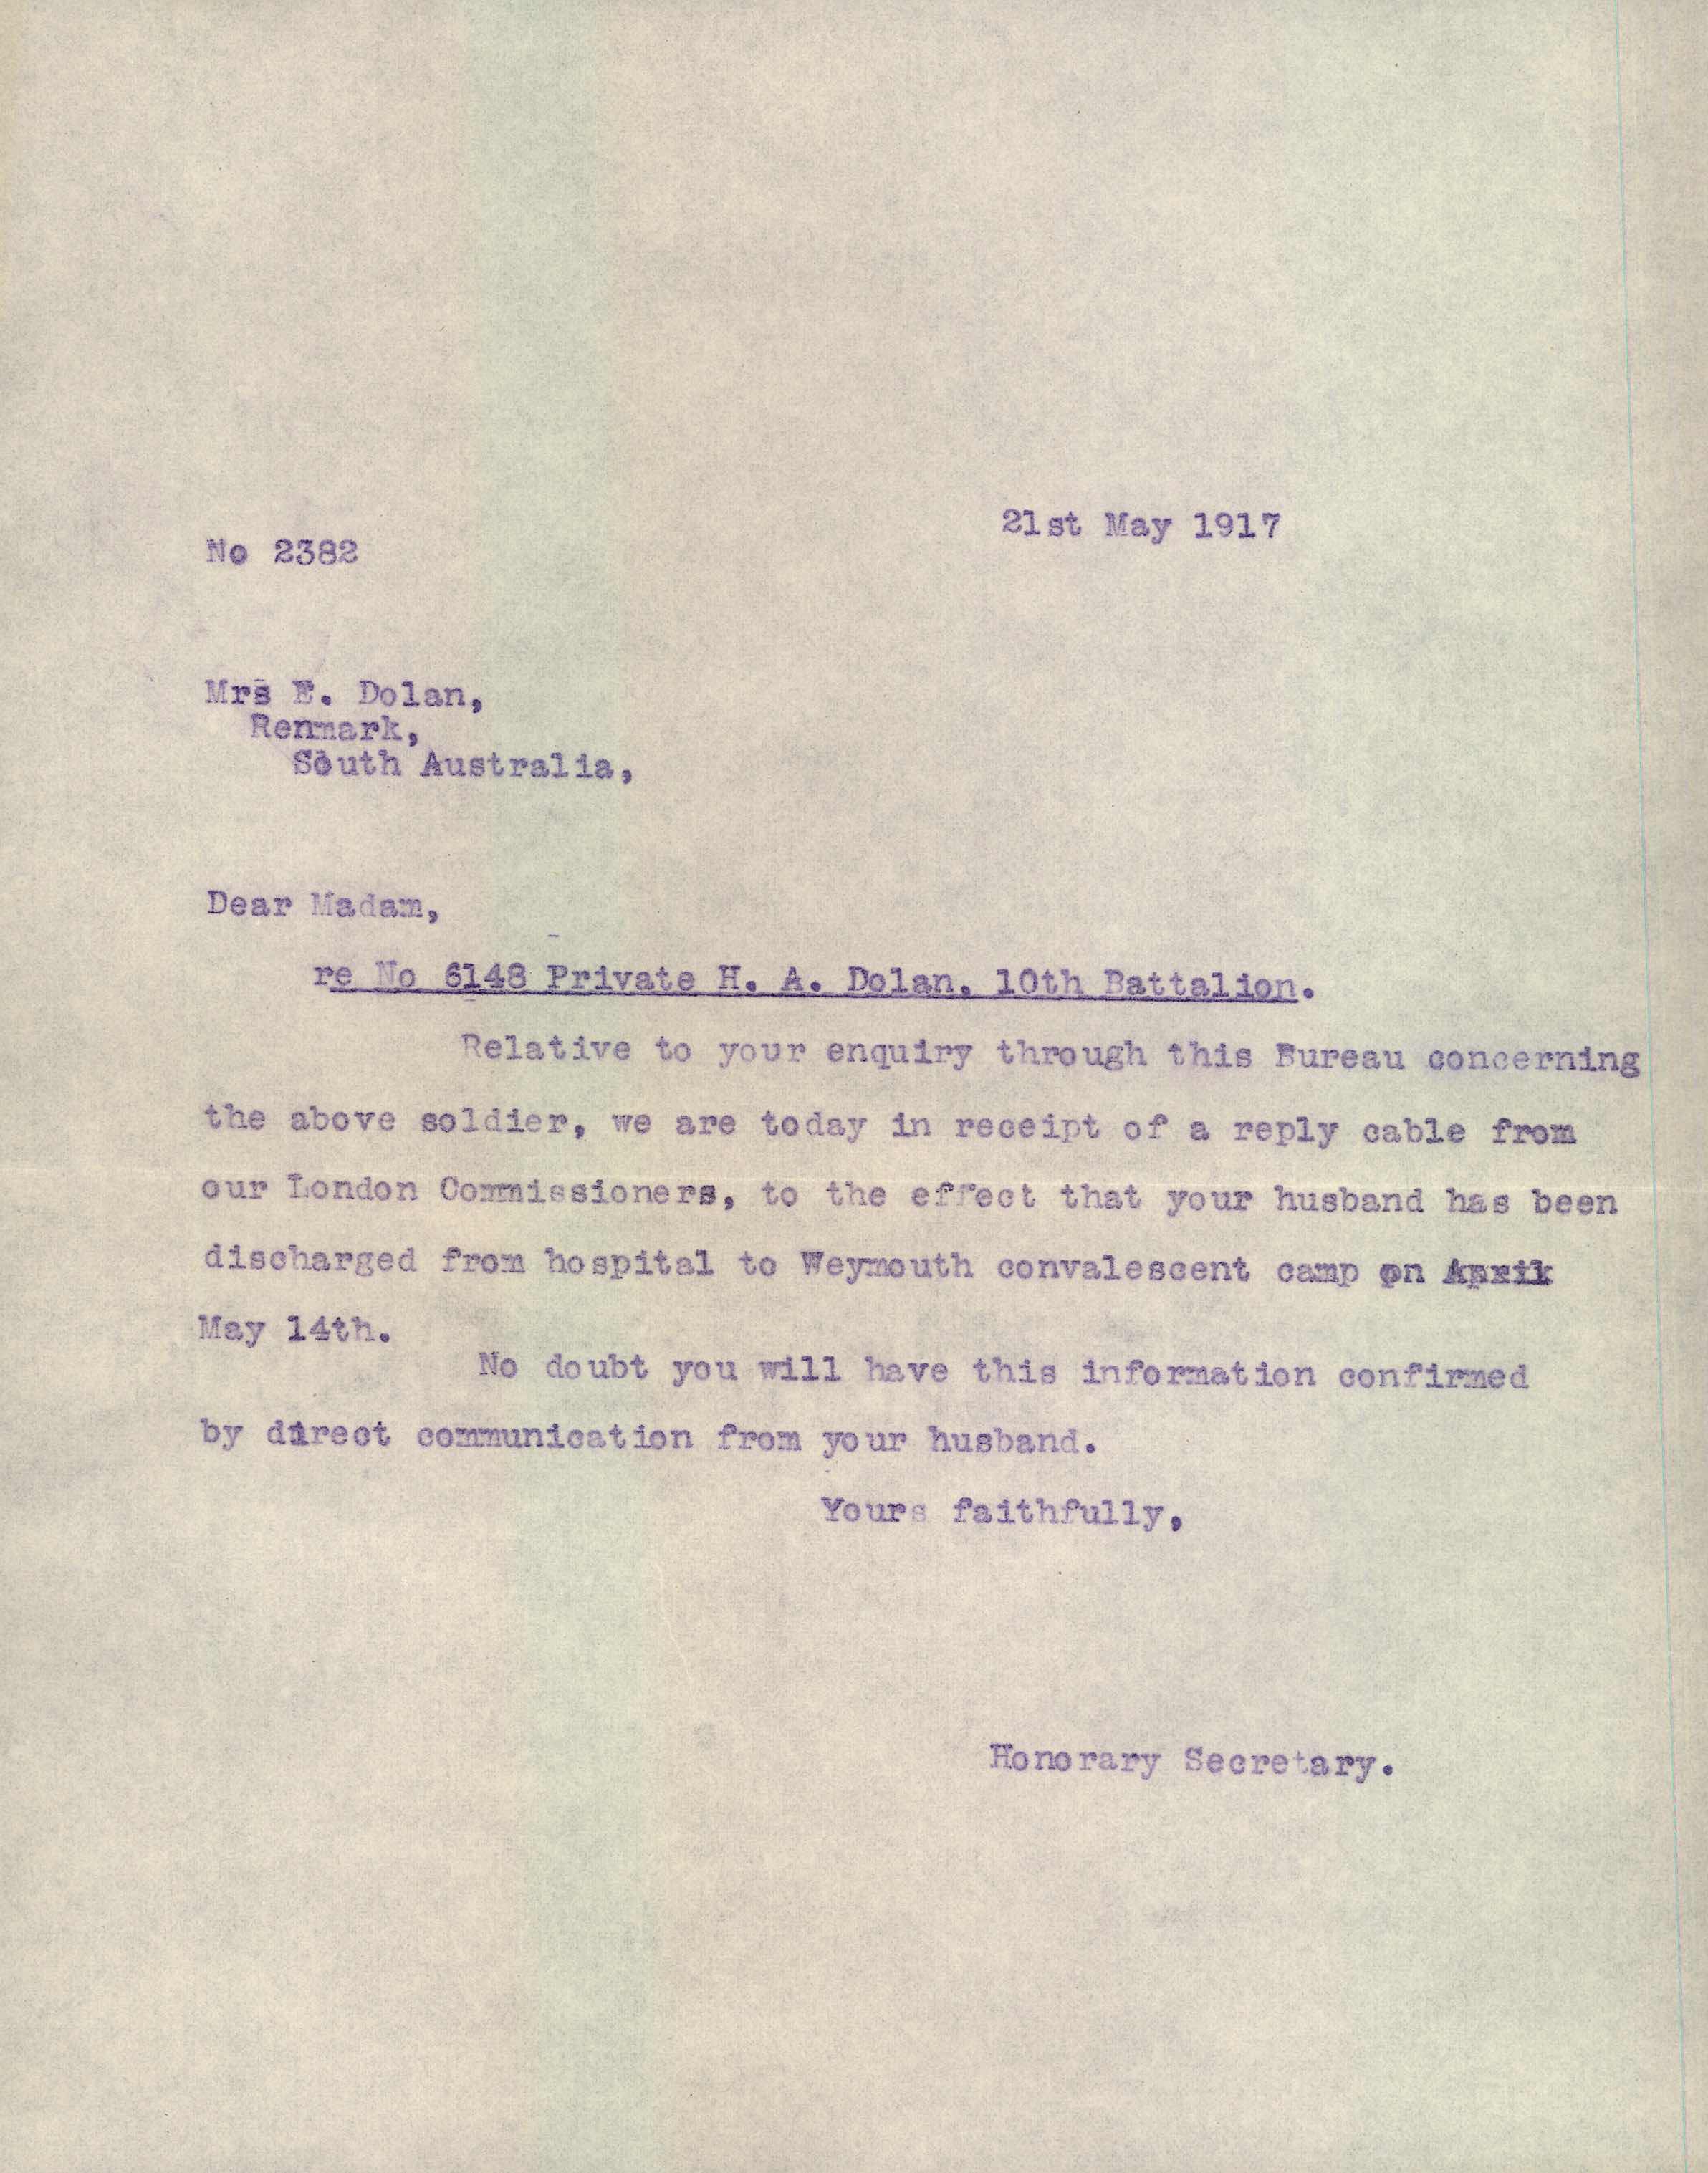 21st May 1917
No 2382
Mrs E. Dolan,
Renmark,
South Australia,
Dear Madam,
re No 6148 Private H. A. Dolan, 10th Battalion.
Relative to your enquiry through this Bureau concerning
the above soldier, we are today in receipt of a reply cable from
our London Commissioners, to the effect that your husband has been
discharged from hospital to Weymouth convalescent camp on April
May 14th.
No doubt you will have this information confirmed
by direct communication from your husband.
Yours faithfully,
Honorary Secretary.